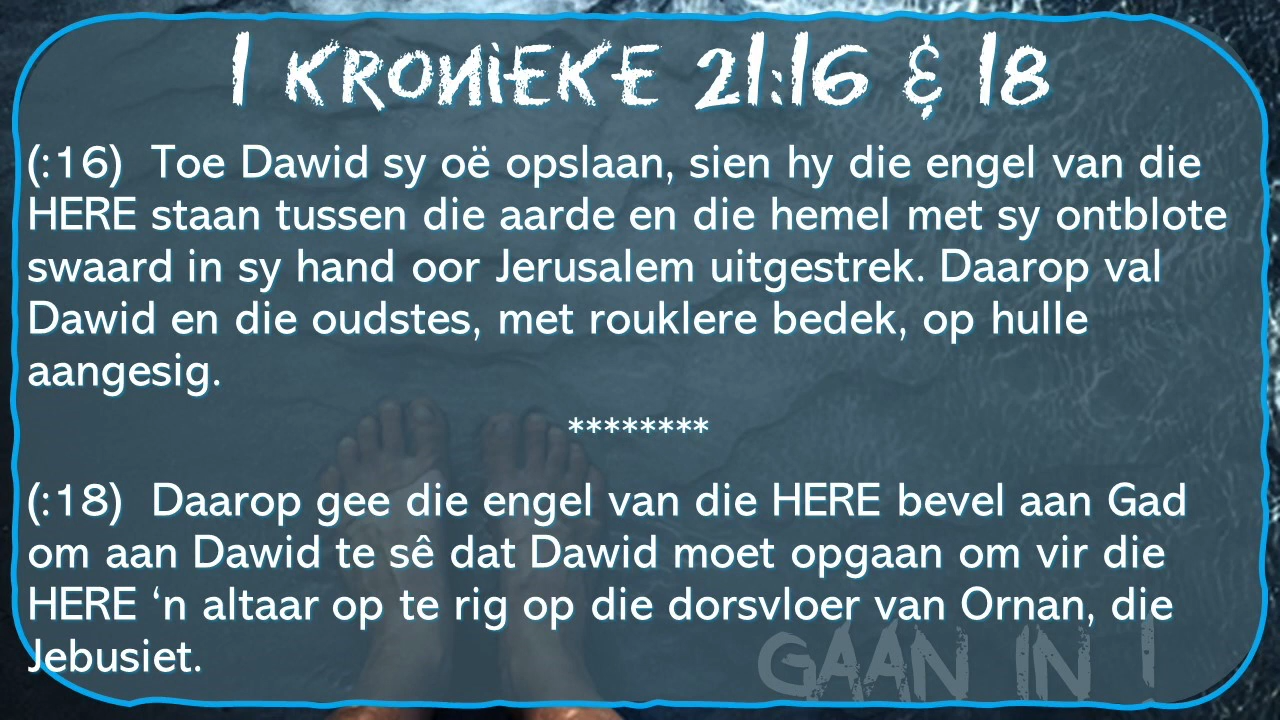 1 KRONIEKE 21:16 & 18
(:16) Toe Dawid sy oë opslaan, sien hy die engel van die
HERE staan tussen die aarde en die hemel met sy ontblote
swaard in sy hand oor Jerusalem uitgestrek. Daarop val
Dawid en die oudstes, met rouklere bedek, op hulle
aangesig.
********
(:18) Daarop gee die engel van die HERE bevel aan Gad
om aan Dawid te sê dat Dawid moet opgaan om vir die
HERE ‘n altaar op te rig op die dorsvloer van Ornan, die
Jebusiet.
GAAN IN !